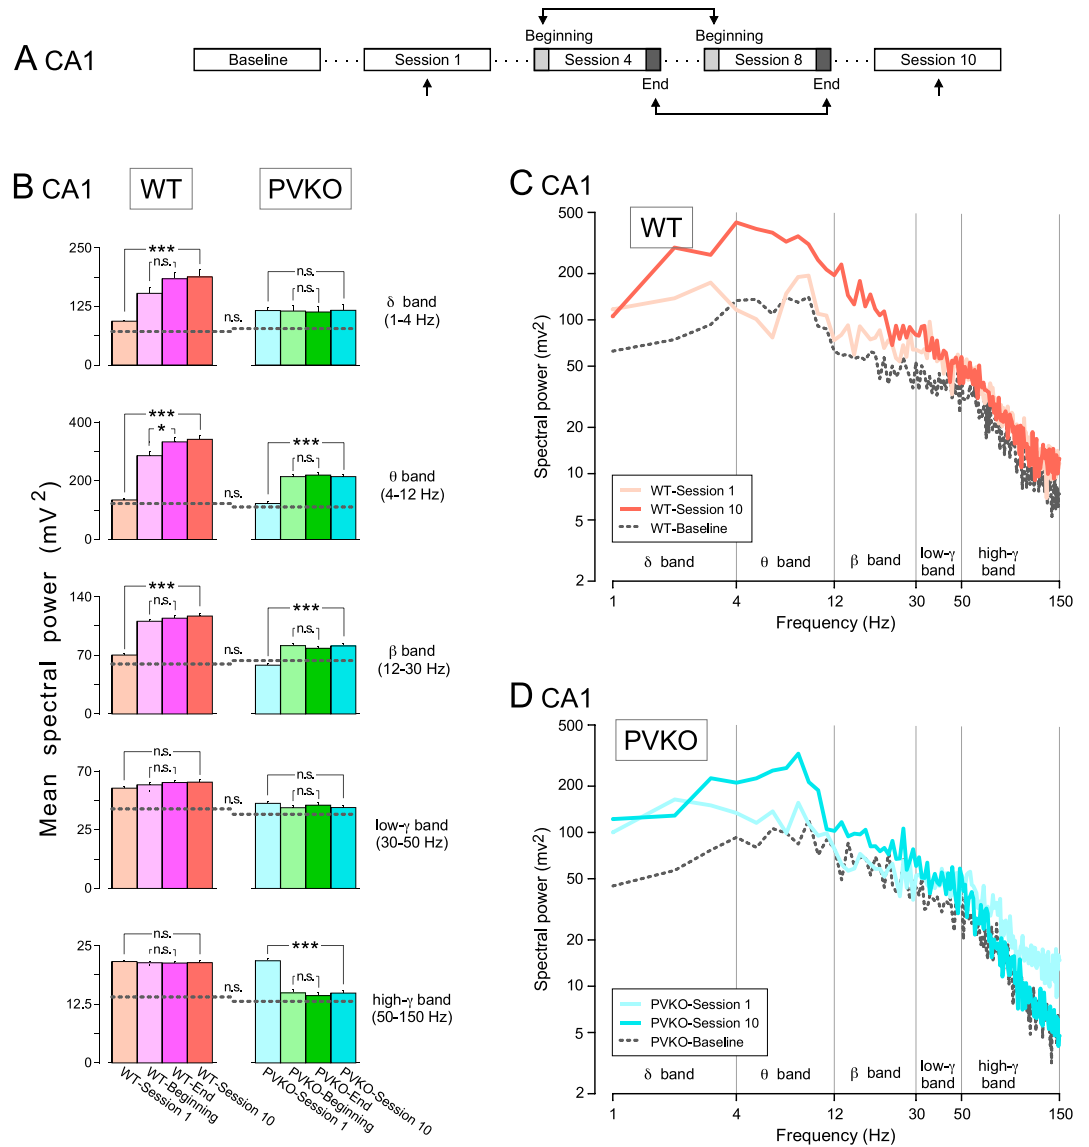 A CA1
Beginning
Beginning
Baseline
Session 1
Session 4
Session 8
Session 10
End
End
B CA1
WT
PVKO
Mean spectral power (mV²)
250
125
0
***
n.s.
n.s.
n.s.
n.s.
δ band
(1-4 Hz)
400
200
0
***
*
n.s.
***
n.s.
θ band
(4-12 Hz)
140
70
0
***
n.s.
n.s.
***
n.s.
β band
(12-30 Hz)
70
25
0
n.s.
n.s.
n.s.
n.s.
n.s.
low-γ band
(30-50 Hz)
25
12.5
0
n.s.
n.s.
n.s.
***
n.s.
high-γ band
(50-150 Hz)
WT-Session 1
WT-Beginning
WT-End
WT-Session 10
PVKO-Session 1
PVKO-Beginning
PVKO-End
PVKO-Session 10
C CA1
WT
Spectral power (mv²)
500
200
100
50
20
10
5
2
WT-Session 1
WT-Session 10
WT-Baseline
δ band
θ band
β band
low-γ
band
high-γ
band
1
4
12
30
50
150
Frequency (Hz)
D CA1
PVKO
Spectral power (mv²)
500
200
100
50
20
10
5
2
PVKO-Session 1
PVKO-Session 10
PVKO-Baseline
δ band
θ band
β band
low-γ
band
high-γ
band
1
4
12
30
50
150
Frequency (Hz)